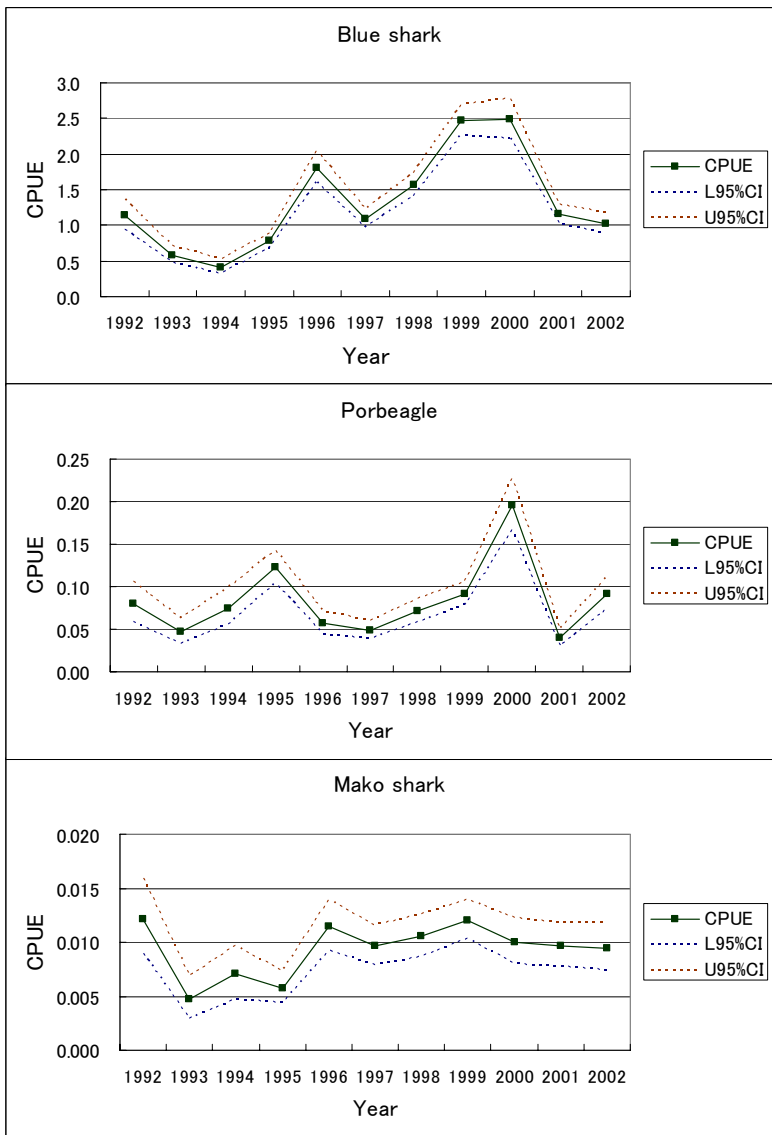 Blue shark
3.0
2.5
2.0
1.5
1.0
0.5
0.0
CPUE
1992 1993 1994 1995 1996 1997 1998 1999 2000 2001 2002
Year
CPUE
L95%CI
U95%CI
Porbeagle
0.25
0.20
0.15
0.10
0.05
0.00
CPUE
1992 1993 1994 1995 1996 1997 1998 1999 2000 2001 2002
Year
CPUE
L95%CI
U95%CI
Mako shark
0.020
0.015
0.010
0.005
0.000
CPUE
1992 1993 1994 1995 1996 1997 1998 1999 2000 2001 2002
Year
CPUE
L95%CI
U95%CI